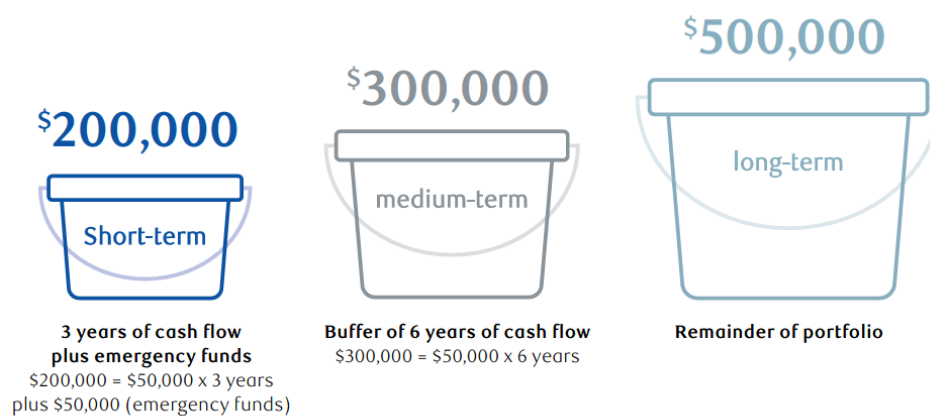 $200,000
Short-term
3 years of cash flow
plus emergency funds
$200,000 = $50,000 x 3 years
plus $50,000 (emergency funds)
$300,000
medium-term
Buffer of 6 years of cash flow
$300,000 = $50,000 x 6 years
$500,000
long-term
Remainder of portfolio